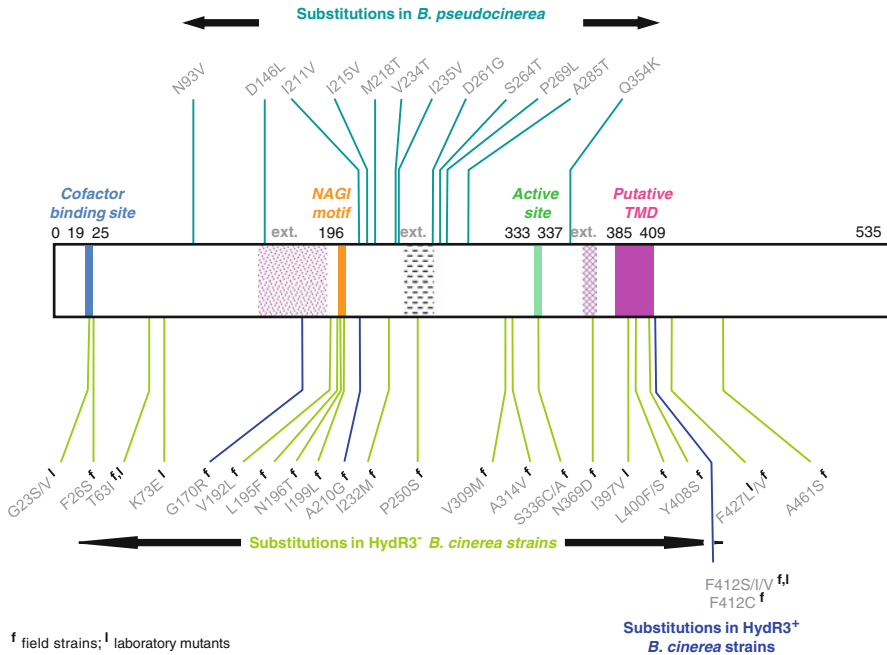 Substitutions in B. pseudocinerea
N93V
D146L
I211V
I215V
M218T
V234T
I235V
D261G
S264T
P269L
A285T
Q354K
Cofactor
binding site
NAGI
motif
Active
site
Putative
TMD
0 19 25 ext. 196 ext. 333 337 ext. 385 409 535
G23S/V l
F26S f
T63I f,l
K73E l
G170R f
V192L f
L195F f
N196T f
I199L f
A210G f
I232M f
P250S f
V309M f
A314V f
S336C/A f
N369D f
I397V l
L400F/S f
Y408S f
F427L/V l f
A461S f
Substitutions in HydR3⁻ B. cinerea strains
F412S/I/V f,l
F412C f
Substitutions in HydR3⁺
B. cinerea strains
f field strains; l laboratory mutants